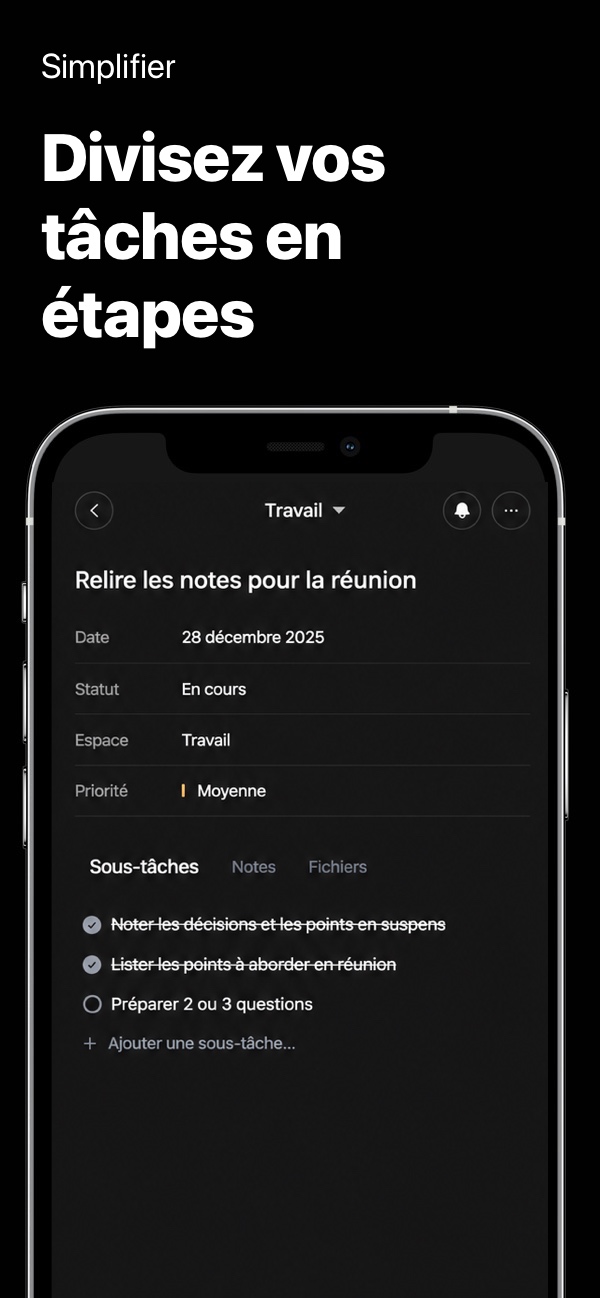 Simplifier
Divisez vos
tâches en
étapes
Travail
Relire les notes pour la réunion
Date 28 décembre 2025
Statut En cours
Espace Travail
Priorité Moyenne
Sous-tâches Notes Fichiers
Noter les décisions et les points en suspens
Lister les points à aborder en réunion
Préparer 2 ou 3 questions
+ Ajouter une sous-tâche...